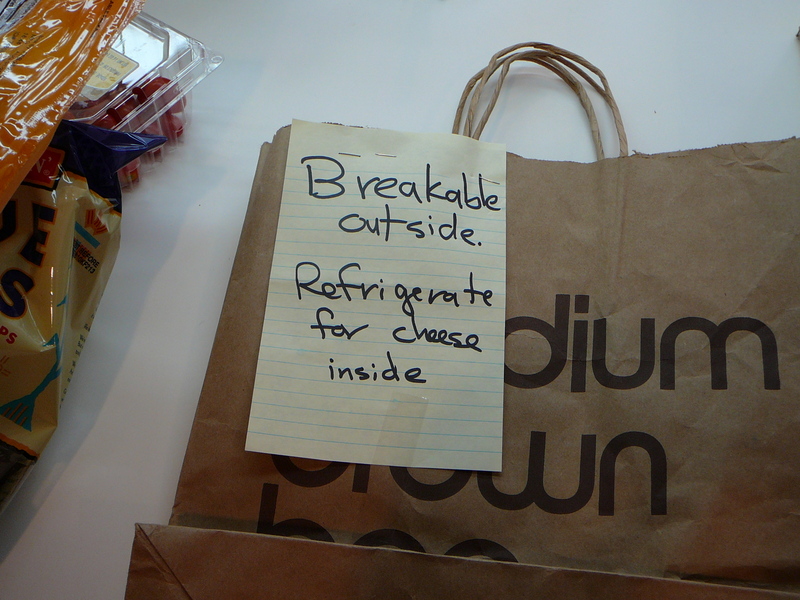 Breakable
outside.
Refrigerate
for cheese
inside
dium
brown